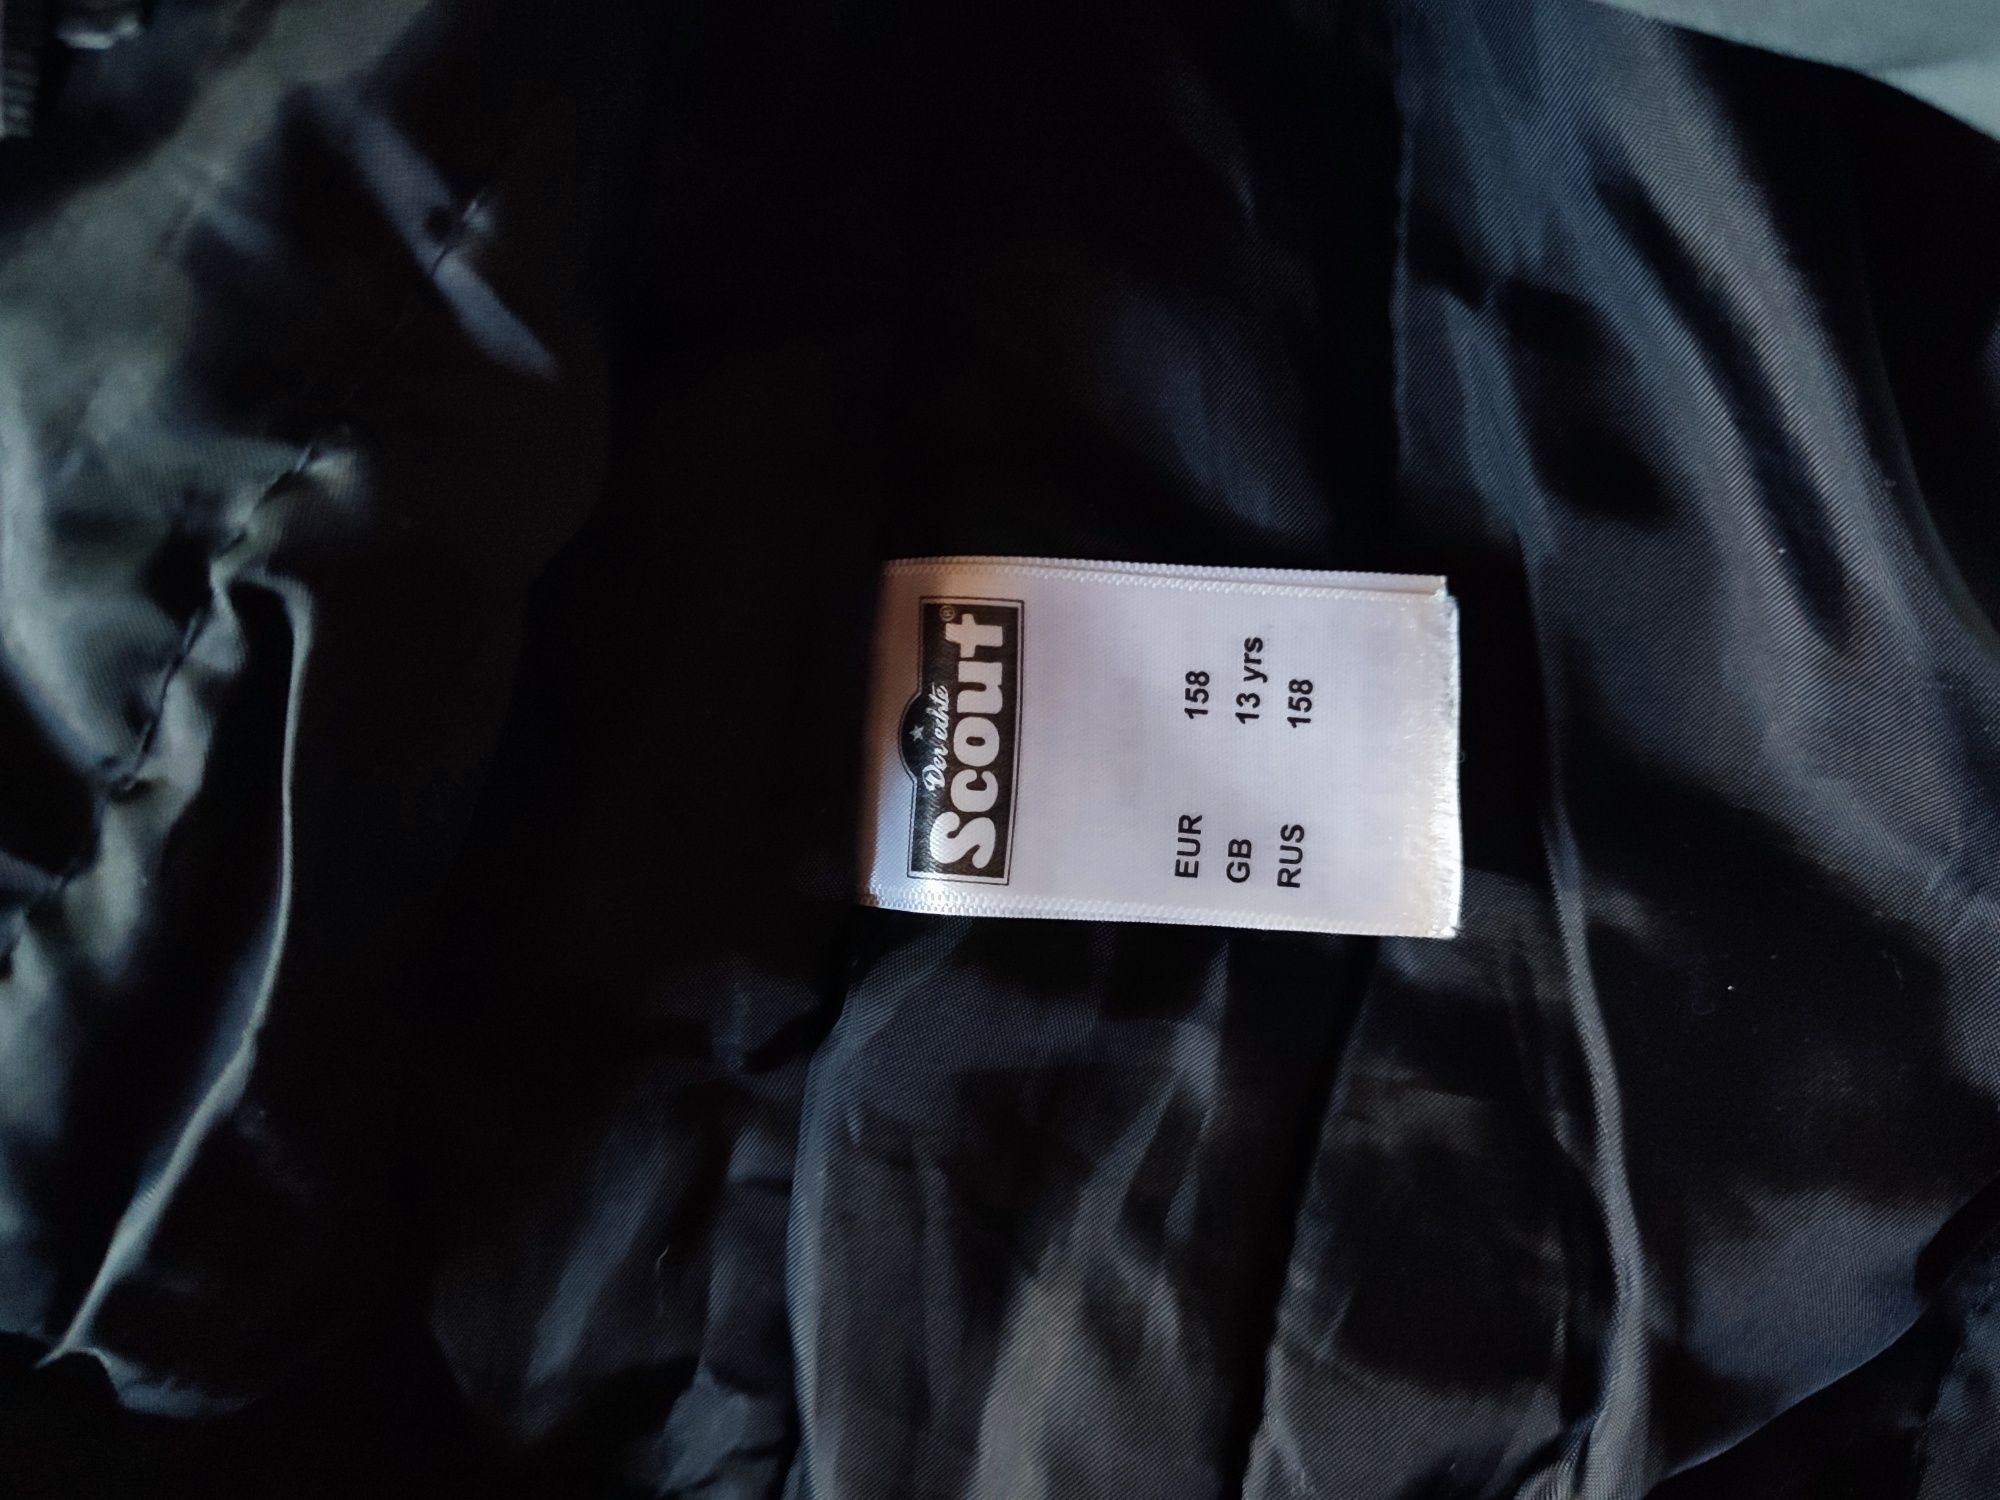 Der echte
Scout®
EUR 158
GB 13 yrs
RUS 158